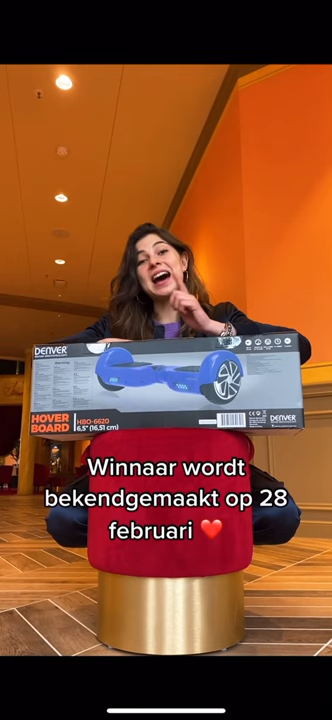 DENVER
HOVER
BOARD
HBO-6620
6,5" (16,51 cm)
DENVER
Winnaar wordt
bekendgemaakt op 28
februari ❤️